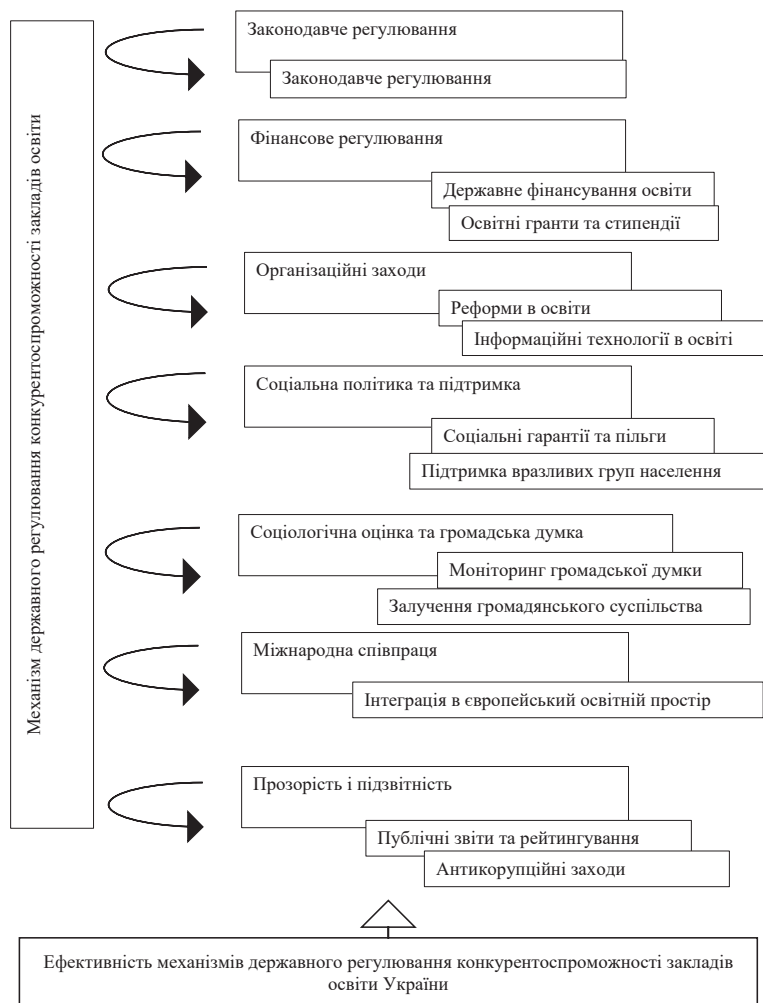 Механізм державного регулювання конкурентоспроможності закладів освіти
Законодавче регулювання
Законодавче регулювання
Фінансове регулювання
Державне фінансування освіти
Освітні гранти та стипендії
Організаційні заходи
Реформи в освіти
Інформаційні технології в освіті
Соціальна політика та підтримка
Соціальні гарантії та пільги
Підтримка вразливих груп населення
Соціологічна оцінка та громадська думка
Моніторинг громадської думки
Залучення громадянського суспільства
Міжнародна співпраця
Інтеграція в європейський освітній простір
Прозорість і підзвітність
Публічні звіти та рейтингування
Антикорупційні заходи
Ефективність механізмів державного регулювання конкурентоспроможності закладів
освіти України